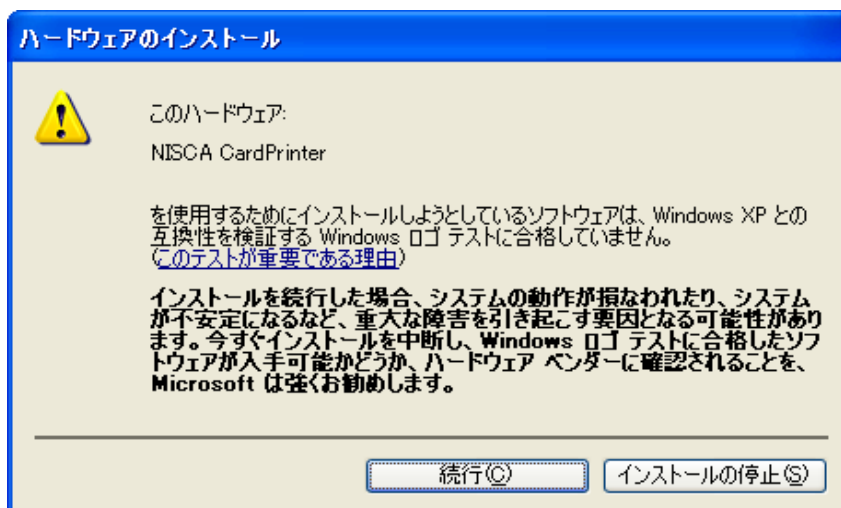 ハードウェアのインストール
このハードウェア:
NISCA CardPrinter
を使用するためにインストールしようとしているソフトウェアは、Windows XP との
互換性を検証する Windows ロゴ テストに合格していません。
(このテストが重要である理由)
インストールを続行した場合、システムの動作が損なわれたり、システム
が不安定になるなど、重大な障害を引き起こす要因となる可能性があり
ます。今すぐインストールを中断し、Windows ロゴ テストに合格したソフ
トウェアが入手可能かどうか、ハードウェア ベンダーに確認されることを、
Microsoft は強くお勧めします。
続行(C)
インストールの停止(S)